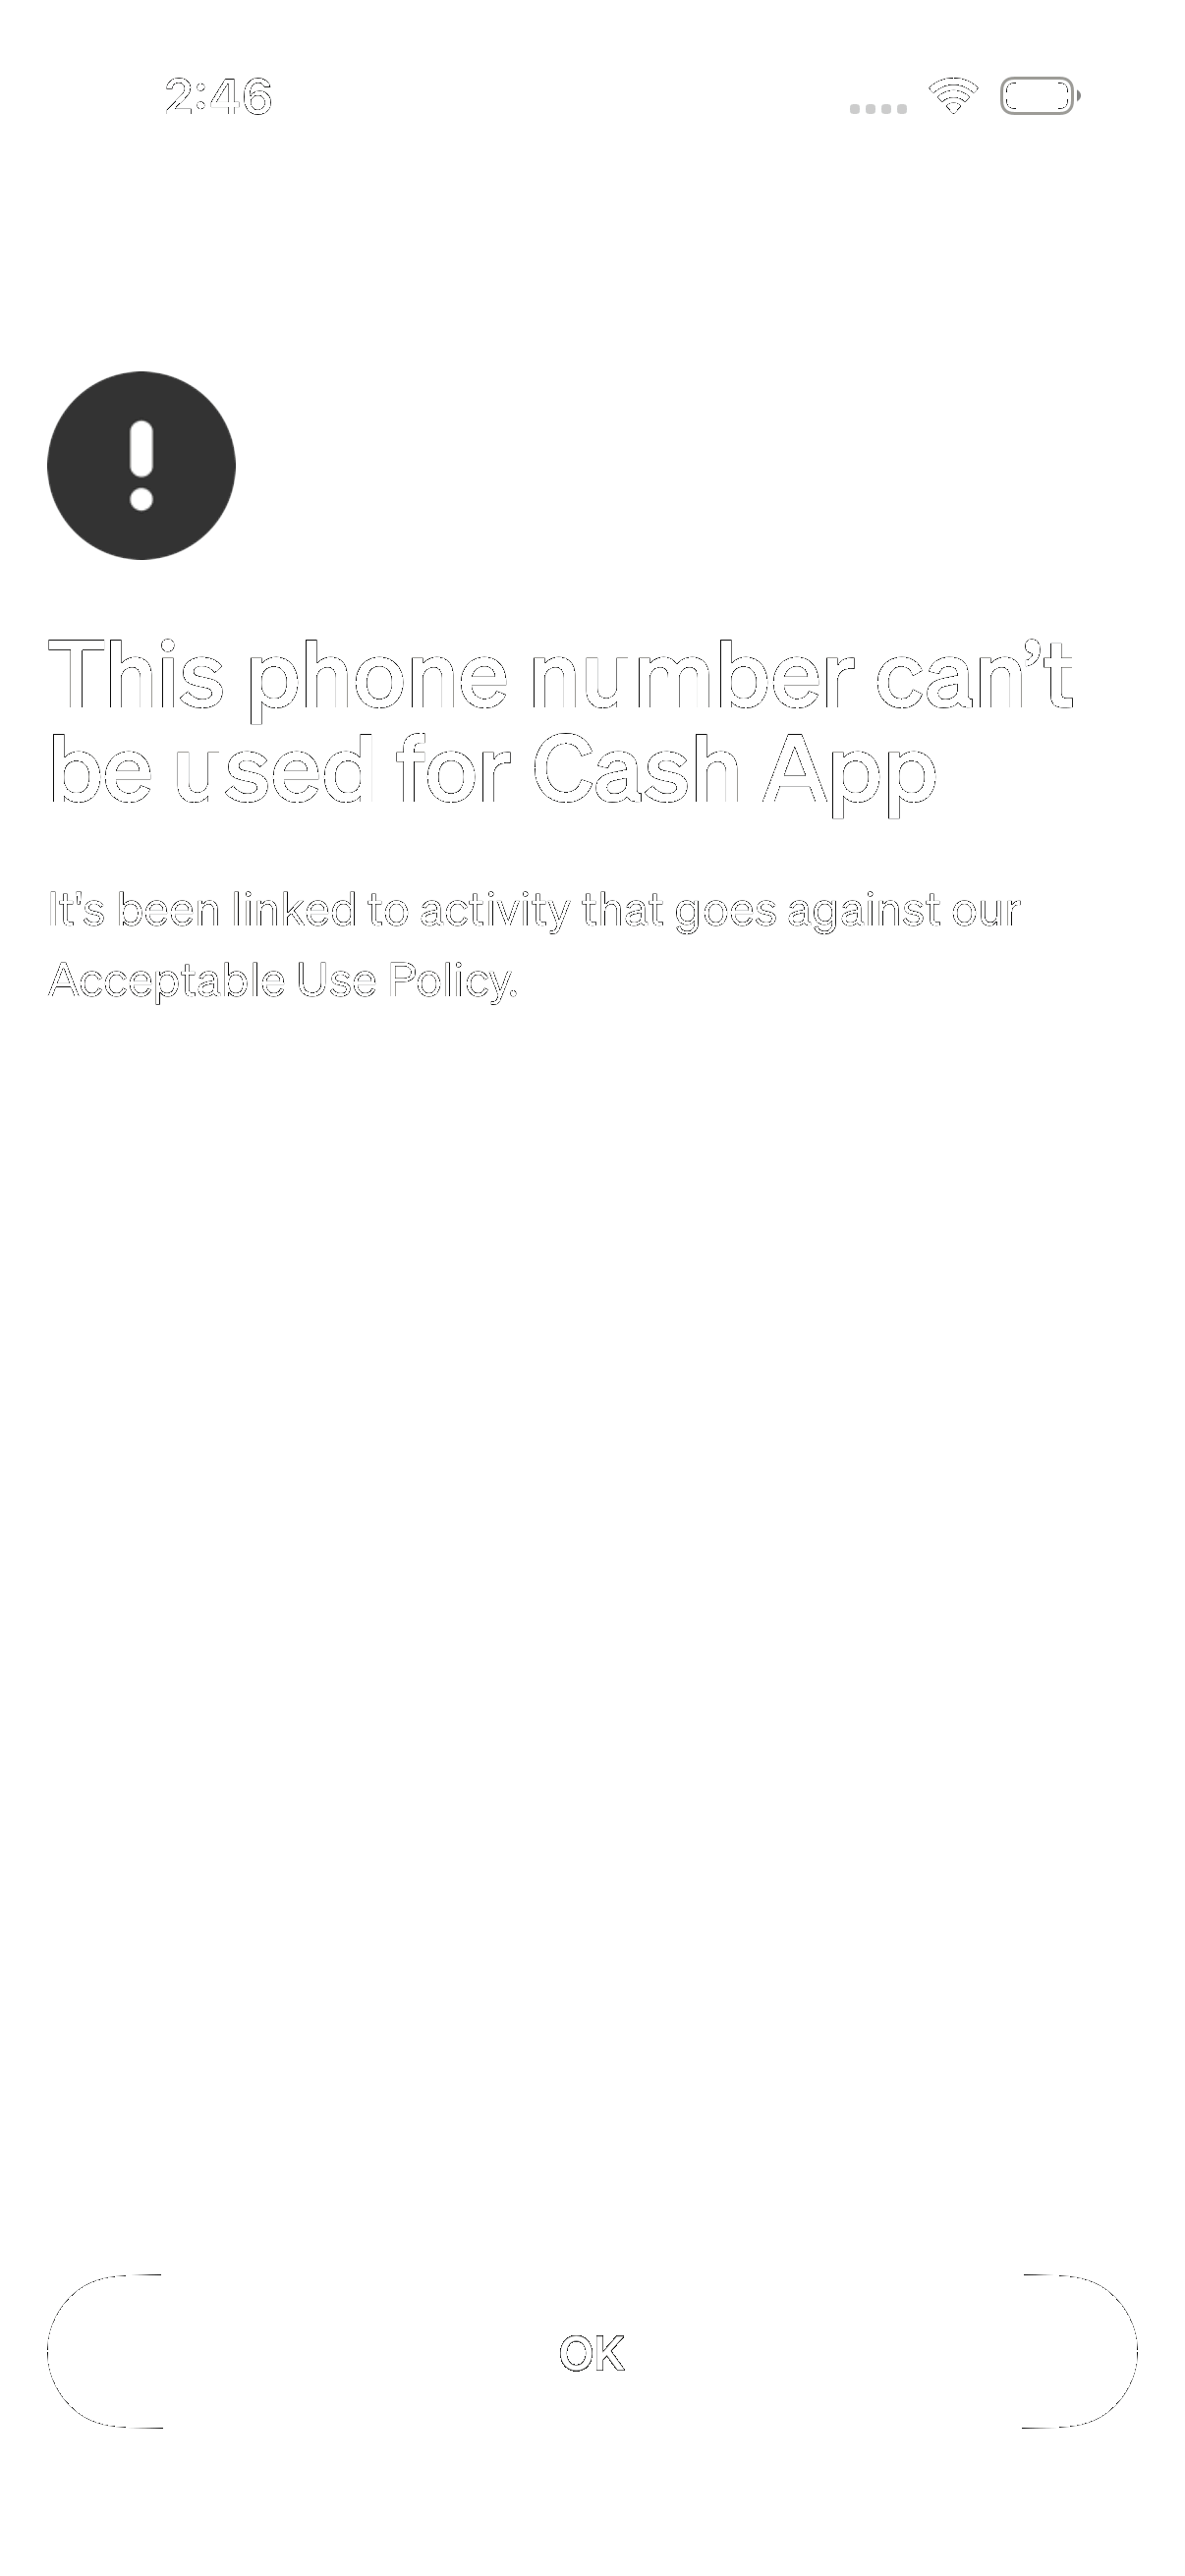 2:46
This phone number can’t
be used for Cash App
It's been linked to activity that goes against our
Acceptable Use Policy.
OK